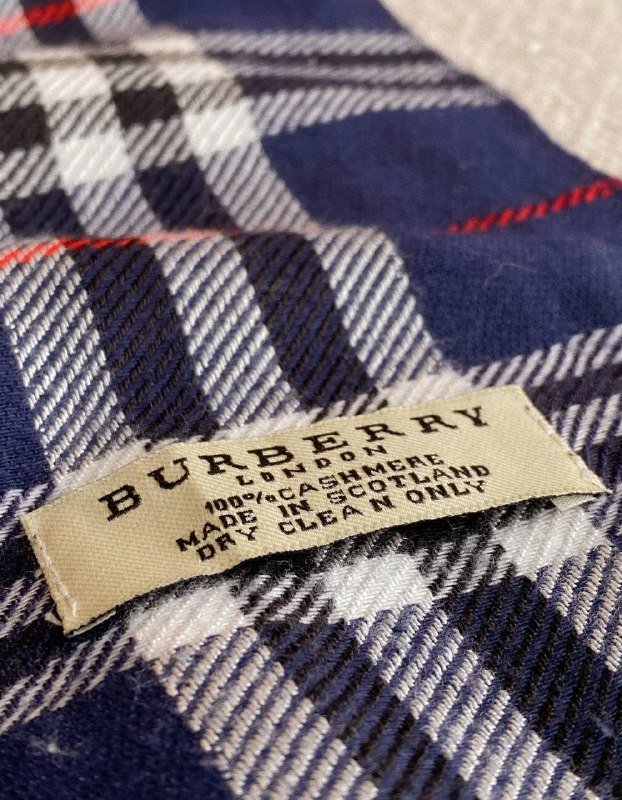 BURBERRY
LONDON
100% CASHMERE
MADE IN SCOTLAND
DRY CLEAN ONLY